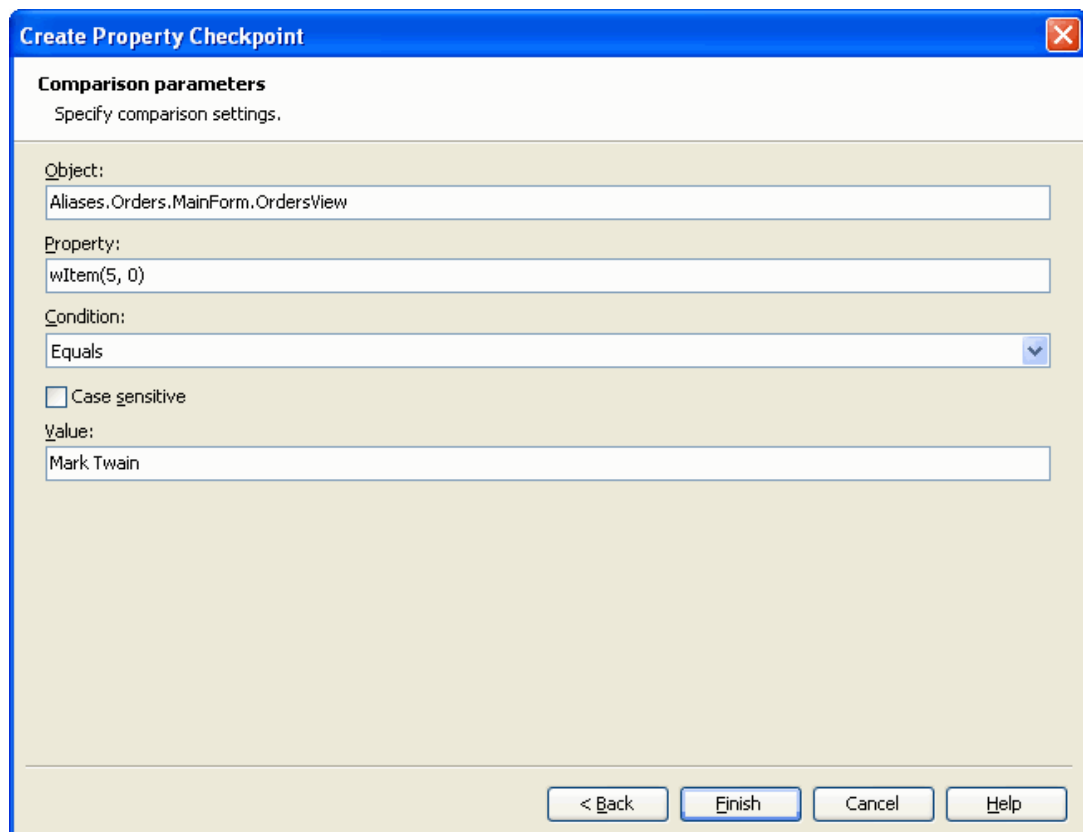 Create Property Checkpoint
Comparison parameters
Specify comparison settings.
Object:
Aliases.Orders.MainForm.OrdersView
Property:
wItem(5, 0)
Condition:
Equals
Case sensitive
Value:
Mark Twain
< Back Finish Cancel Help